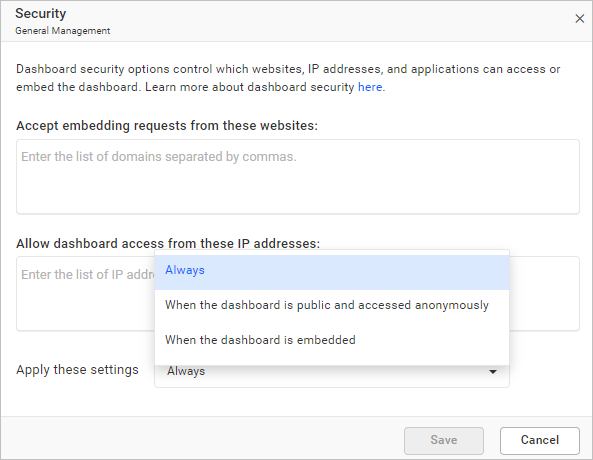 Security
General Management
Dashboard security options control which websites, IP addresses, and applications can access or
embed the dashboard. Learn more about dashboard security here.
Accept embedding requests from these websites:
Enter the list of domains separated by commas.
Allow dashboard access from these IP addresses:
Enter the list of IP
Always
When the dashboard is public and accessed anonymously
When the dashboard is embedded
Apply these settings
Always
Save
Cancel